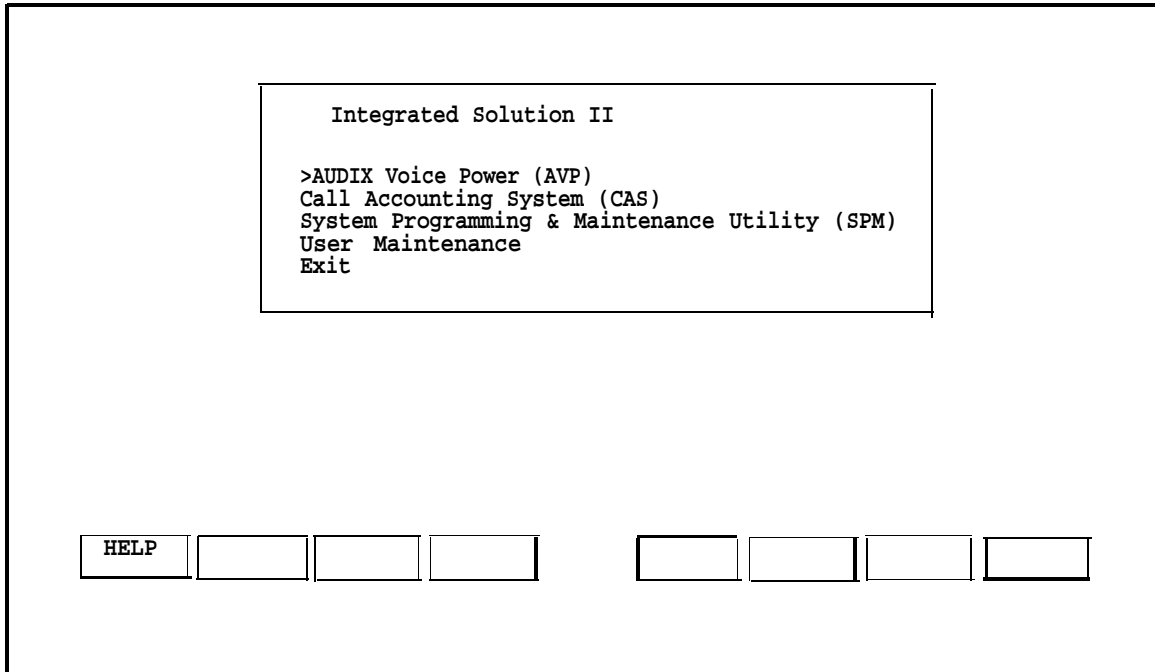 Integrated Solution II
>AUDIX Voice Power (AVP)
Call Accounting System (CAS)
System Programming & Maintenance Utility (SPM)
User Maintenance
Exit
HELP